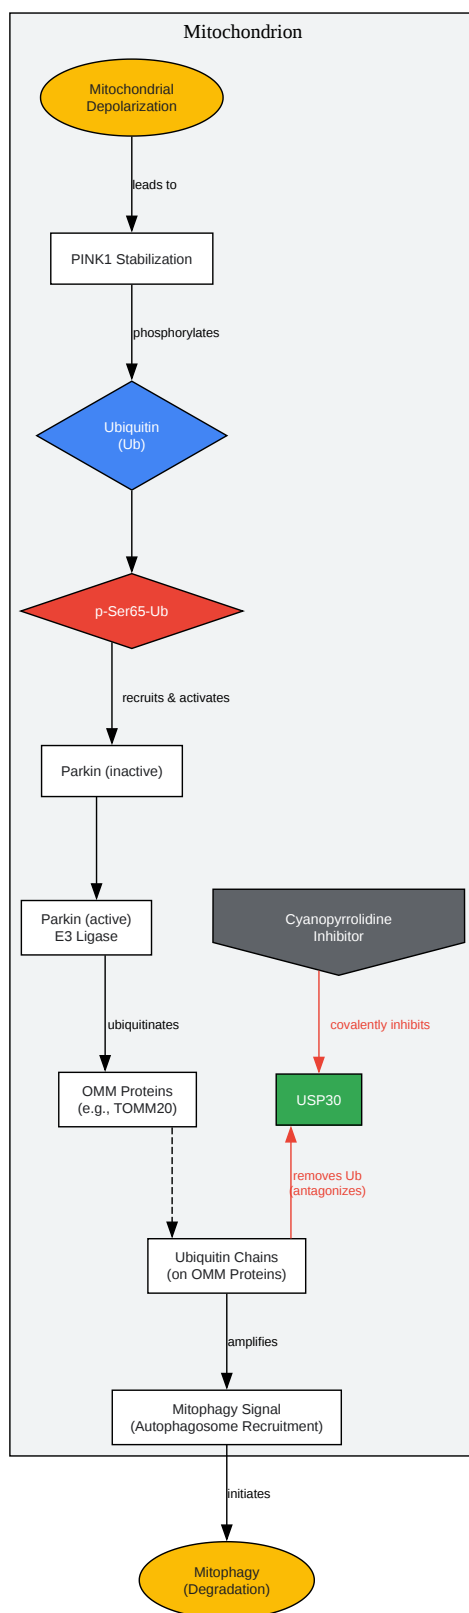 Mitochondrion
Mitochondrial
Depolarization
leads to
PINK1 Stabilization
phosphorylates
Ubiquitin
(Ub)
p-Ser65-Ub
recruits & activates
Parkin (inactive)
Parkin (active)
E3 Ligase
Cyanopyrrolidine
Inhibitor
ubiquitinates
covalently inhibits
OMM Proteins
(e.g., TOMM20)
USP30
removes Ub
(antagonizes)
Ubiquitin Chains
(on OMM Proteins)
amplifies
Mitophagy Signal
(Autophagosome Recruitment)
initiates
Mitophagy
(Degradation)